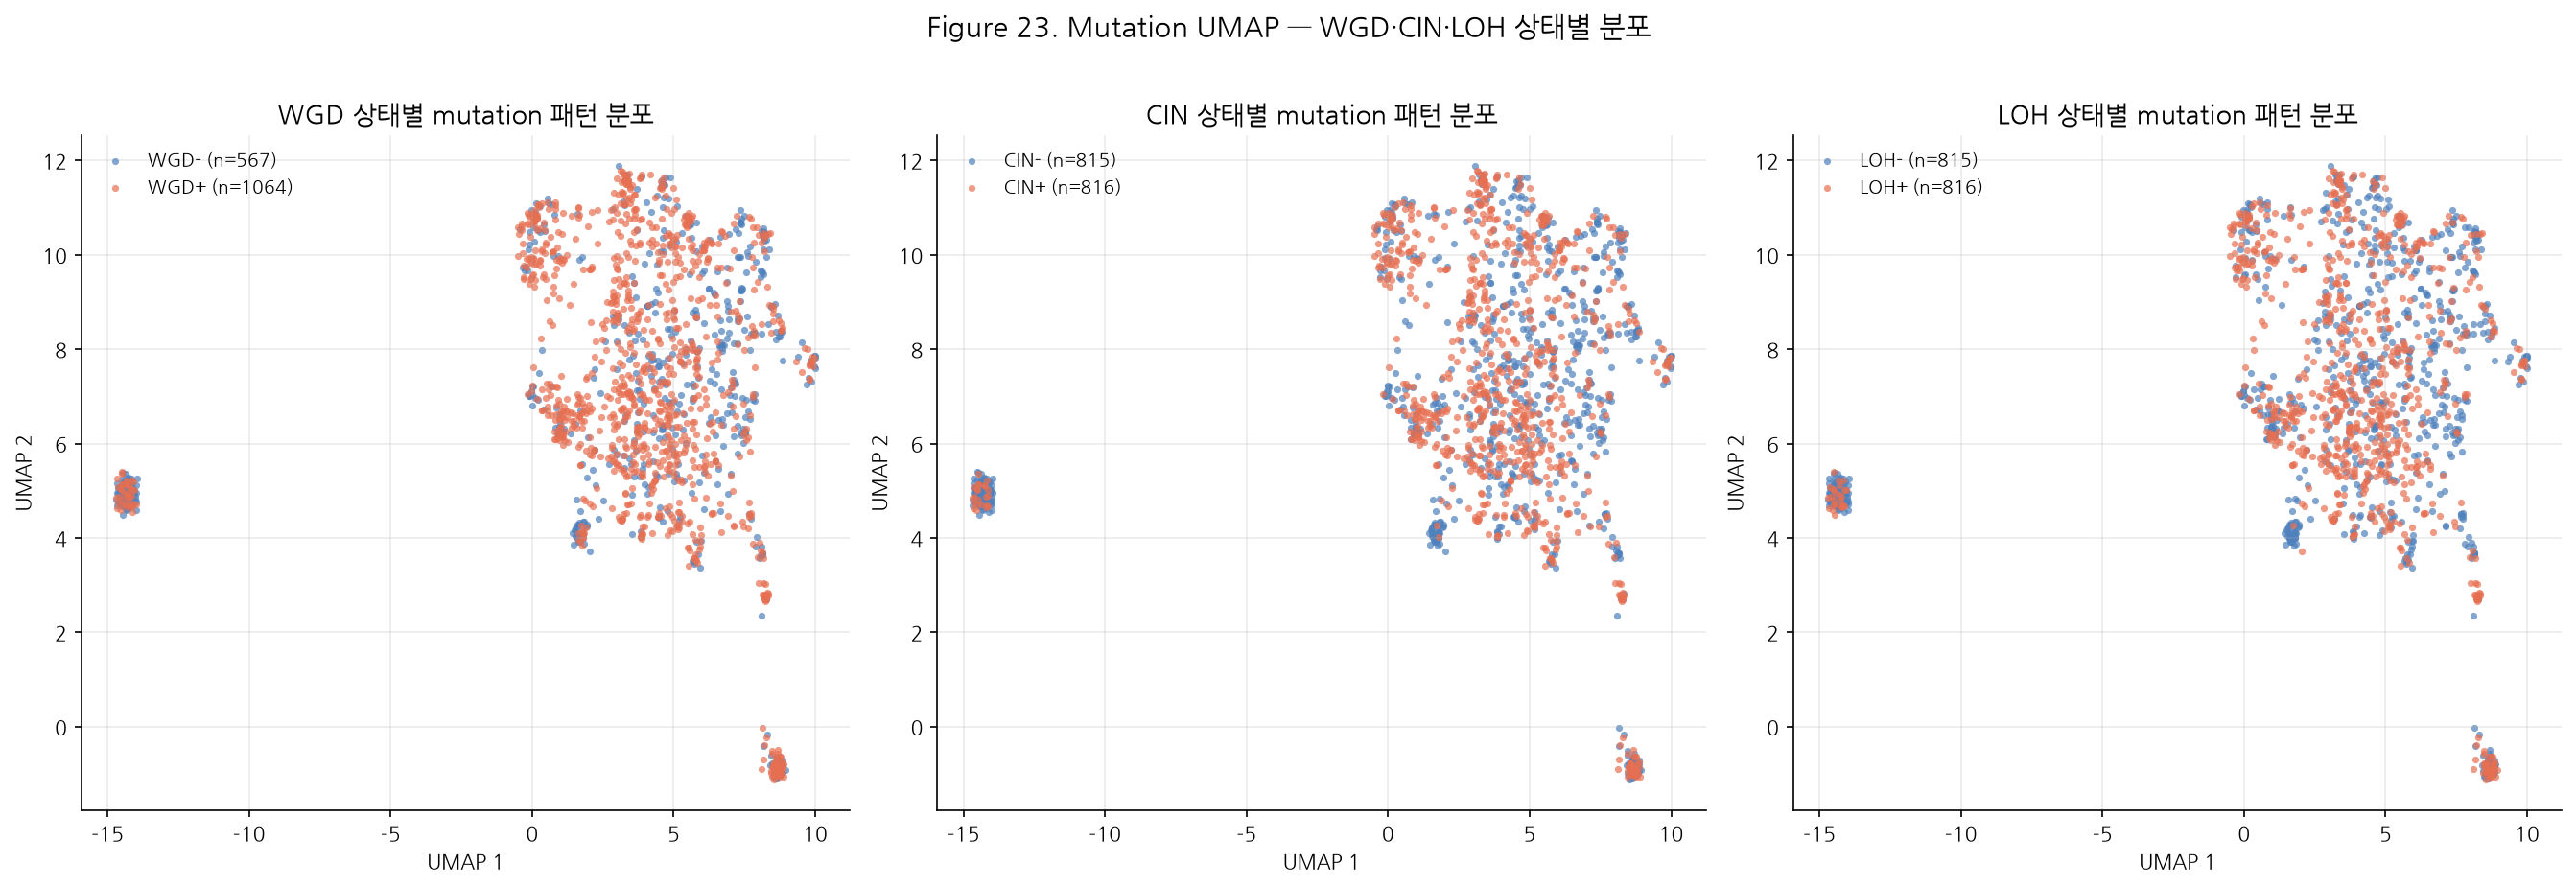 Figure 23. Mutation UMAP — WGD·CIN·LOH 상태별 분포
WGD 상태별 mutation 패턴 분포
WGD- (n=567)
WGD+ (n=1064)
12
10
8
6
4
2
0
UMAP 2
-15
-10
-5
0
5
10
UMAP 1
CIN 상태별 mutation 패턴 분포
CIN- (n=815)
CIN+ (n=816)
12
10
8
6
4
2
0
UMAP 2
-15
-10
-5
0
5
10
UMAP 1
LOH 상태별 mutation 패턴 분포
LOH- (n=815)
LOH+ (n=816)
12
10
8
6
4
2
0
UMAP 2
-15
-10
-5
0
5
10
UMAP 1